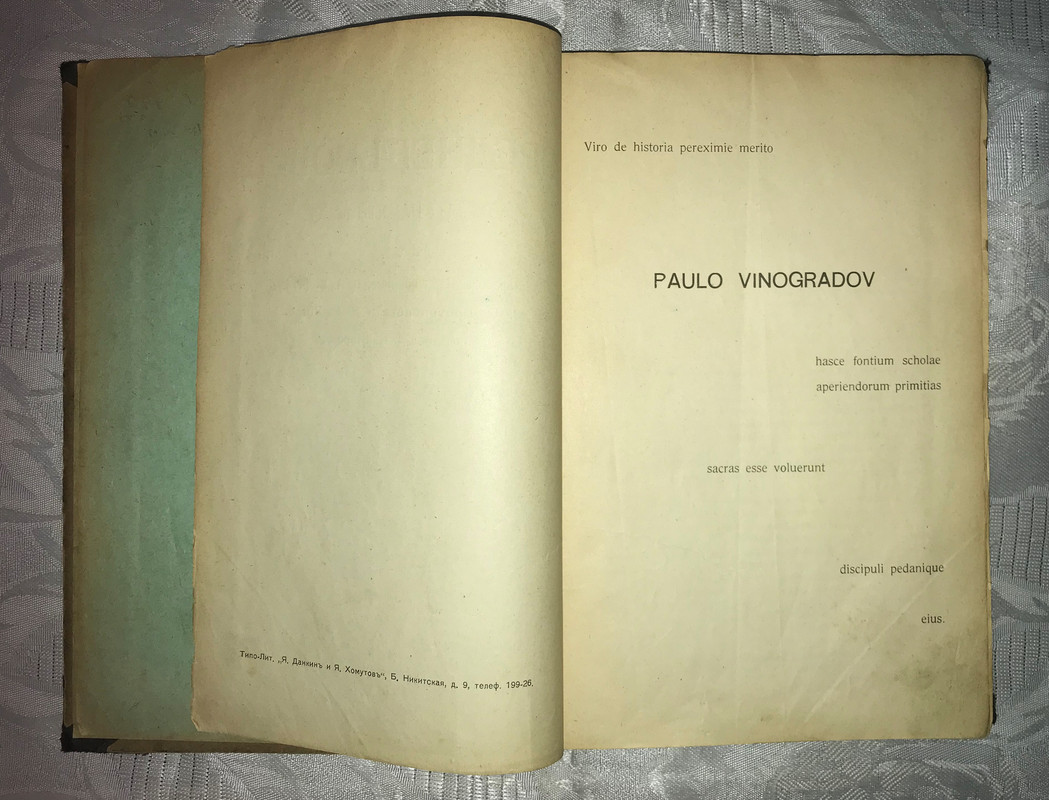 Типо-Лит. „Я. Данкинъ и Я. Хомутовъ“, Б. Никитская, д. 9, телеф. 199-26.
Viro de historia pereximie merito
PAULO VINOGRADOV
hasce fontium scholae
aperiendorum primitias
sacras esse voluerunt
discipuli pedanique
eius.